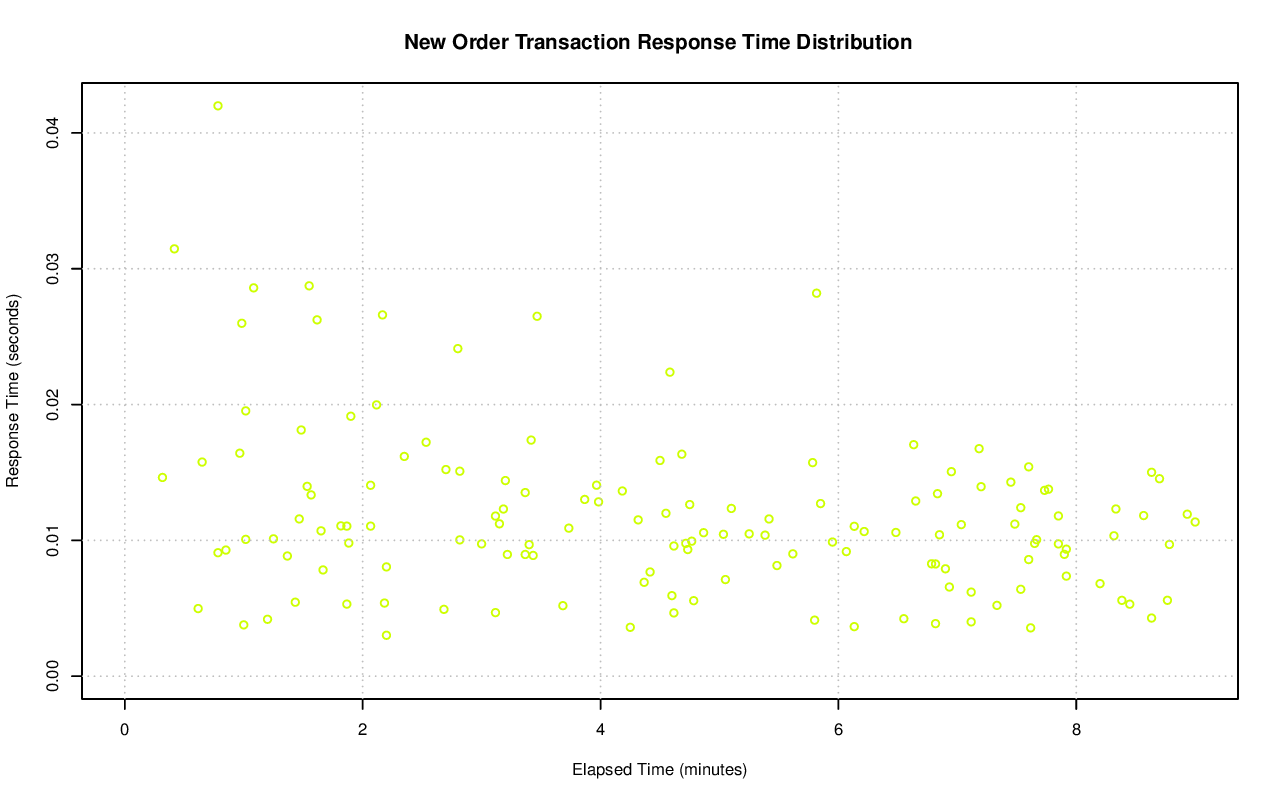 New Order Transaction Response Time Distribution
Response Time (seconds)
0.04
0.03
0.02
0.01
0.00
0 2 4 6 8
Elapsed Time (minutes)